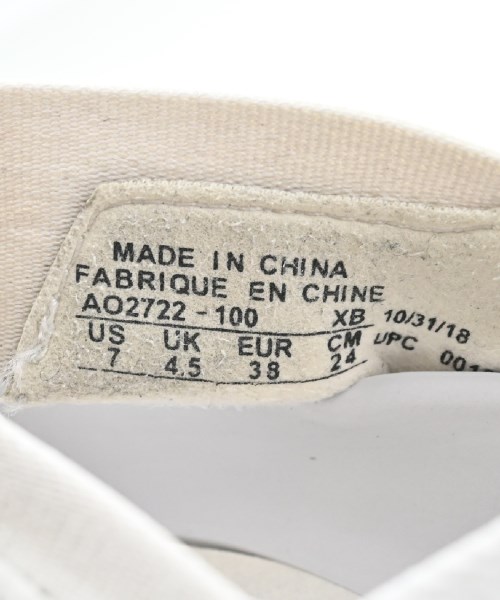 MADE IN CHINA
FABRIQUE EN CHINE
AO2722 - 100 XB 10/31/18
US UK EUR CM UPC
7 4.5 38 24